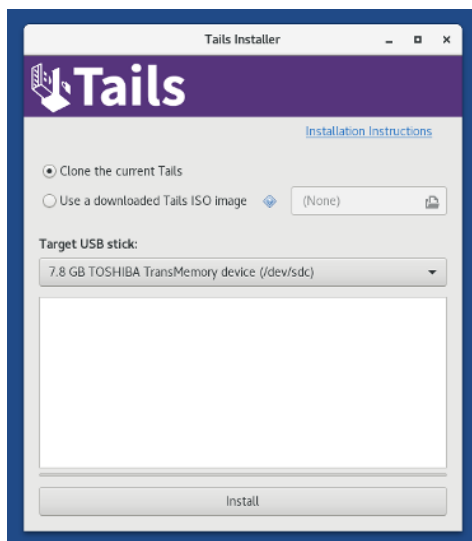 Tails Installer
Tails
Installation Instructions
Clone the current Tails
Use a downloaded Tails ISO image (None)
Target USB stick:
7.8 GB TOSHIBA TransMemory device (/dev/sdc)
Install